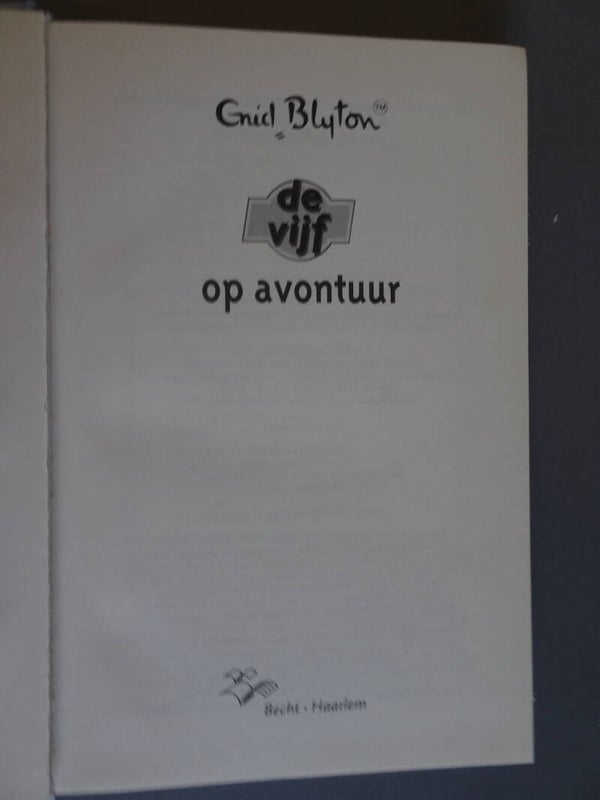 Enid Blyton™
de
vijf
op avontuur
Becht · Haarlem